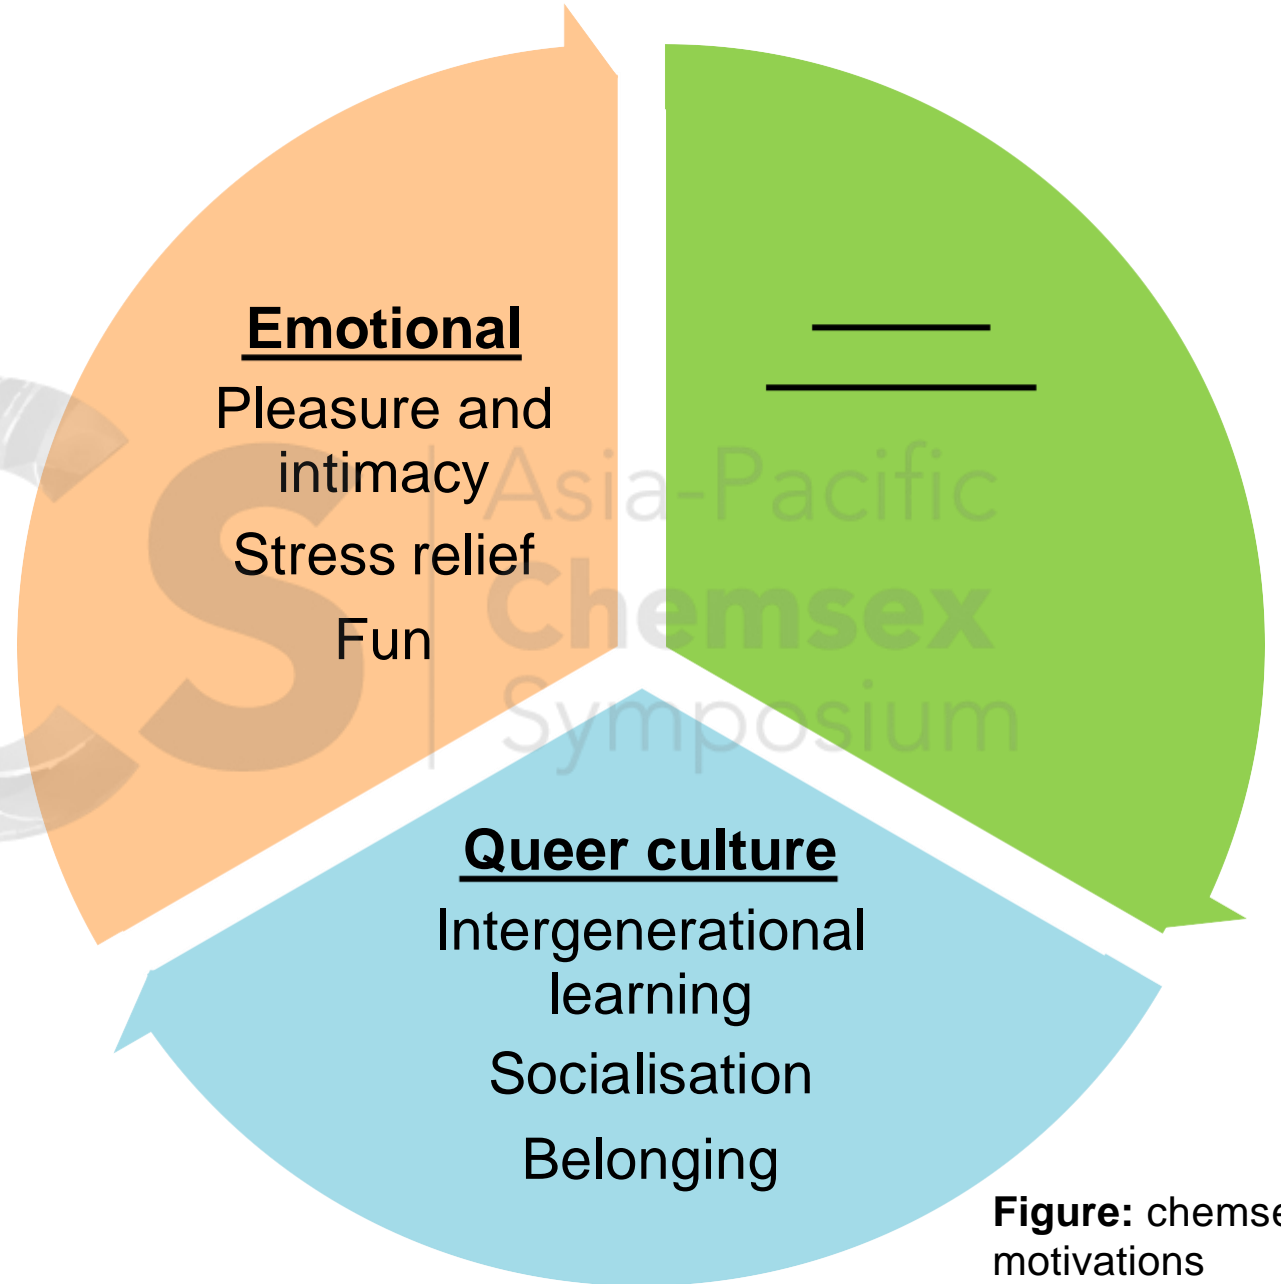 Emotional
Pleasure and
intimacy
Stress relief
Fun
Asia-Pacific
Chemsex
Symposium
Queer culture
Intergenerational
learning
Socialisation
Belonging
Figure: chemse
motivations